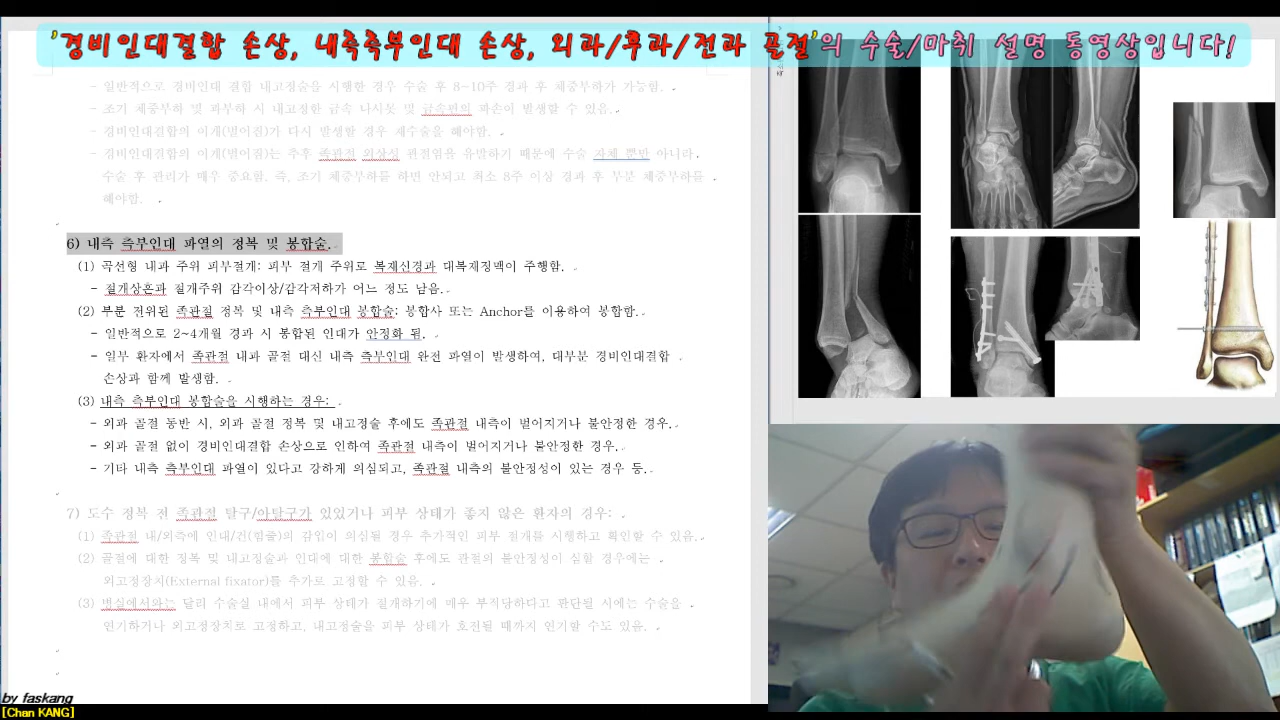 '경비인대결합 손상, 내측측부인대 손상, 외과/후과/전과 골절'의 수술/마취 설명 동영상입니다!
- 일반적으로 경비인대 결합 내고정술을 시행한 경우 수술 후 8-10주 경과 후 체중부하가 가능함.
- 조기 체중부하 및 과부하 시 내고정한 금속 나사못 및 금속판의 파손이 발생할 수 있음.
- 경비인대결합의 이개(벌어짐)가 다시 발생할 경우 재수술을 해야함.
- 경비인대결합의 이개(벌어짐)는 추후 족관절 외상성 관절염을 유발하기 때문에 수술 자체 뿐만 아니라,
수술 후 관리가 매우 중요함. 즉, 조기 체중부하를 하면 안되고 최소 8주 이상 경과 후 부분 체중부하를
해야함.
6) 내측 측부인대 파열의 정복 및 봉합술.
(1) 곡선형 내과 주위 피부절개: 피부 절개 주위로 복재신경과 대복재정맥이 주행함.
- 절개상흔과 절개주위 감각이상/감각저하가 어느 정도 남음.
(2) 부분 전위된 족관절 정복 및 내측 측부인대 봉합술: 봉합사 또는 Anchor를 이용하여 봉합함.
- 일반적으로 2~4개월 경과 시 봉합된 인대가 안정화 됨.
- 일부 환자에서 족관절 내과 골절 대신 내측 측부인대 완전 파열이 발생하여, 대부분 경비인대결합
손상과 함께 발생함.
(3) 내측 측부인대 봉합술을 시행하는 경우:
- 외과 골절 동반 시, 외과 골절 정복 및 내고정술 후에도 족관절 내측이 벌어지거나 불안정한 경우.
- 외과 골절 없이 경비인대결합 손상으로 인하여 족관절 내측이 벌어지거나 불안정한 경우.
- 기타 내측 측부인대 파열이 있다고 강하게 의심되고, 족관절 내측의 불안정성이 있는 경우 등.
7) 도수 정복 전 족관절 탈구/아탈구가 있었거나 피부 상태가 좋지 않은 환자의 경우:
(1) 족관절 내/외측에 인대/건(힘줄)의 감입이 의심될 경우 추가적인 피부 절개를 시행하고 확인할 수 있음.
(2) 골절에 대한 정복 및 내고정술과 인대에 대한 봉합술 후에도 관절의 불안정성이 심할 경우에는
외고정장치(External fixator)를 추가로 고정할 수 있음.
(3) 병실에서와는 달리 수술실 내에서 피부 상태가 절개하기에 매우 부적당하다고 판단될 시에는 수술을
연기하거나 외고정장치로 고정하고, 내고정술을 피부 상태가 호전될 때까지 연기할 수도 있음.
by faskang
[Chan KANG]